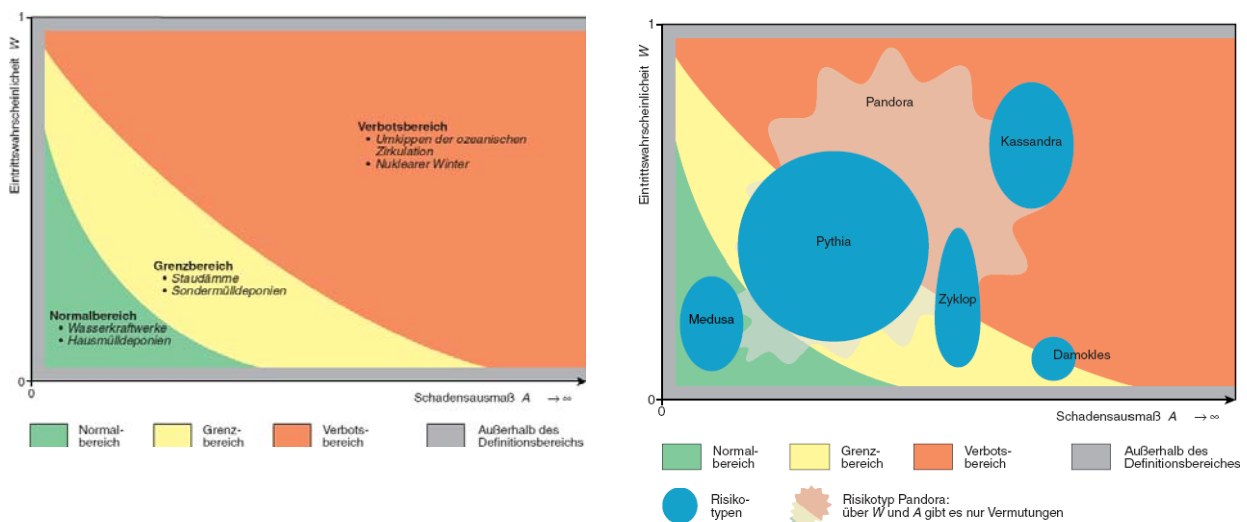 1
Eintrittswahrscheinlicheit W
Verbotsbereich
• Umkippen der ozeanischen
Zirkulation
• Nuklearer Winter
Grenzbereich
• Staudämme
• Sondermülldeponien
Normalbereich
• Wasserkraftwerke
• Hausmülldeponien
0
0
Schadensausmaß A → ∞
Normal-
bereich
Grenz-
bereich
Verbots-
bereich
Außerhalb des
Definitionsbereichs
1
Eintrittswahrscheinlicheit W
Pandora
Kassandra
Pythia
Zyklop
Medusa
Damokles
0
0
Schadensausmaß A → ∞
Normal-
bereich
Grenz-
bereich
Verbots-
bereich
Außerhalb des
Definitionsbereiches
Risiko-
typen
Risikotyp Pandora:
über W und A gibt es nur Vermutungen